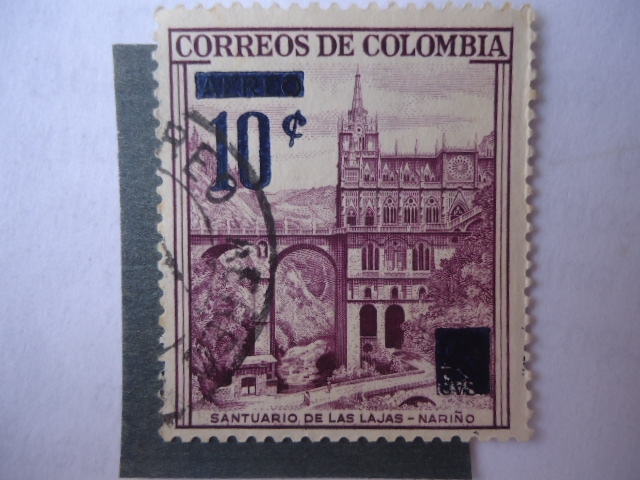 CORREOS DE COLOMBIA
AEREO
10¢
SANTUARIO DE LAS LAJAS - NARIÑO